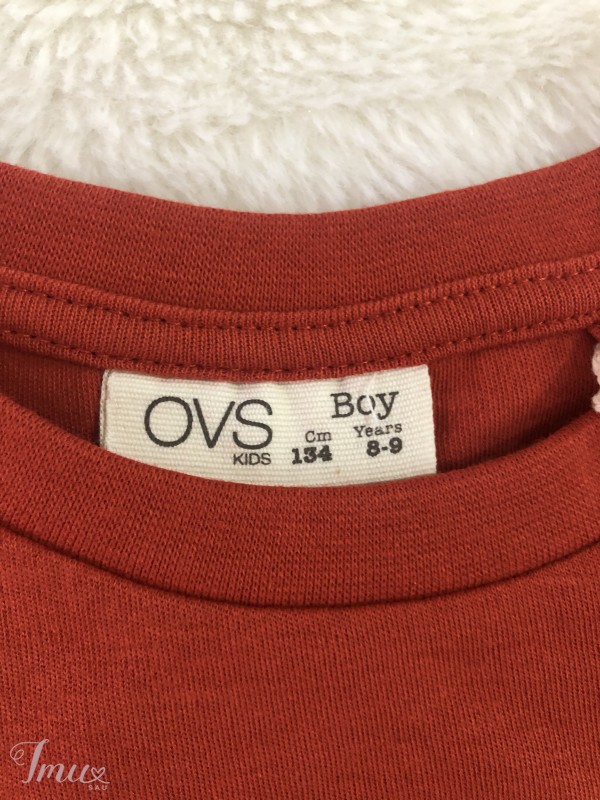 OVS
KIDS
Boy
Cm Years
134 8-9
Imu
SAU